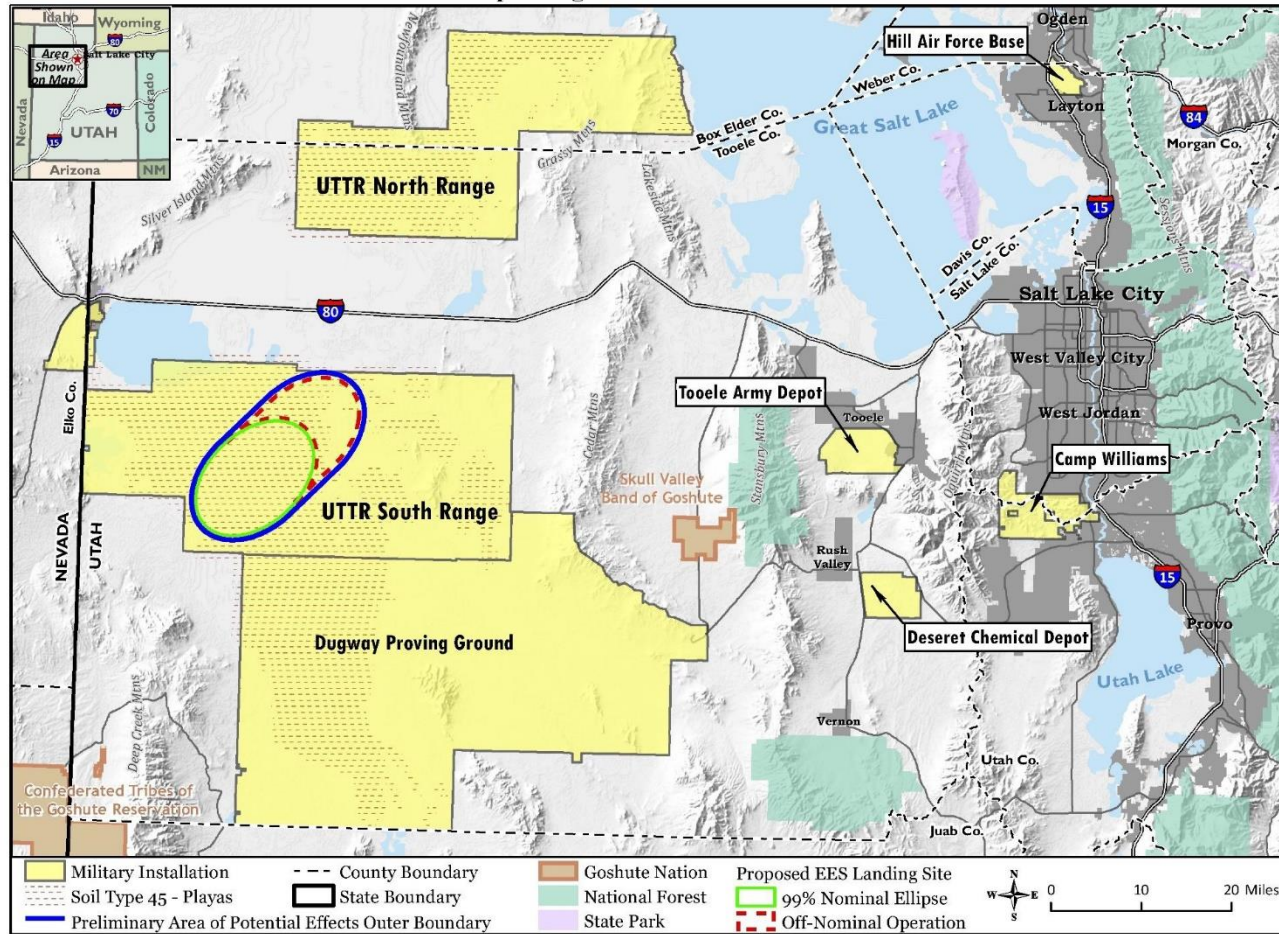 Idaho
Wyoming
80
Area
Shown
on Map
Salt Lake City
Nevada
UTAH
Colorado
70
15
Arizona
NM
Newfoundland Mtns
Ogden
Hill Air Force Base
Weber Co.
Layton
84
Box Elder Co.
Tooele Co.
Great Salt Lake
Morgan Co.
Grassy Mtns
UTTR North Range
Lakeside Mtns
Silver Island Mtns
15
Sessions Mtns
Davis Co.
Salt Lake Co.
Salt Lake City
80
West Valley City
Elko Co.
Tooele Army Depot
West Jordan
Tooele
Cedar Mtns
Stansbury Mtns
Oquirrh Mtns
Camp Williams
Skull Valley
Band of Goshute
UTTR South Range
NEVADA
UTAH
Rush
Valley
15
Provo
Dugway Proving Ground
Deseret Chemical Depot
Utah Lake
Deep Creek Mtns
Vernon
Utah Co.
Confederated Tribes of
the Goshute Reservation
Juab Co.
Military Installation
County Boundary
Goshute Nation
Proposed EES Landing Site
Soil Type 45 - Playas
State Boundary
National Forest
99% Nominal Ellipse
Preliminary Area of Potential Effects Outer Boundary
State Park
Off-Nominal Operation
N
W E
S
0 10 20 Miles